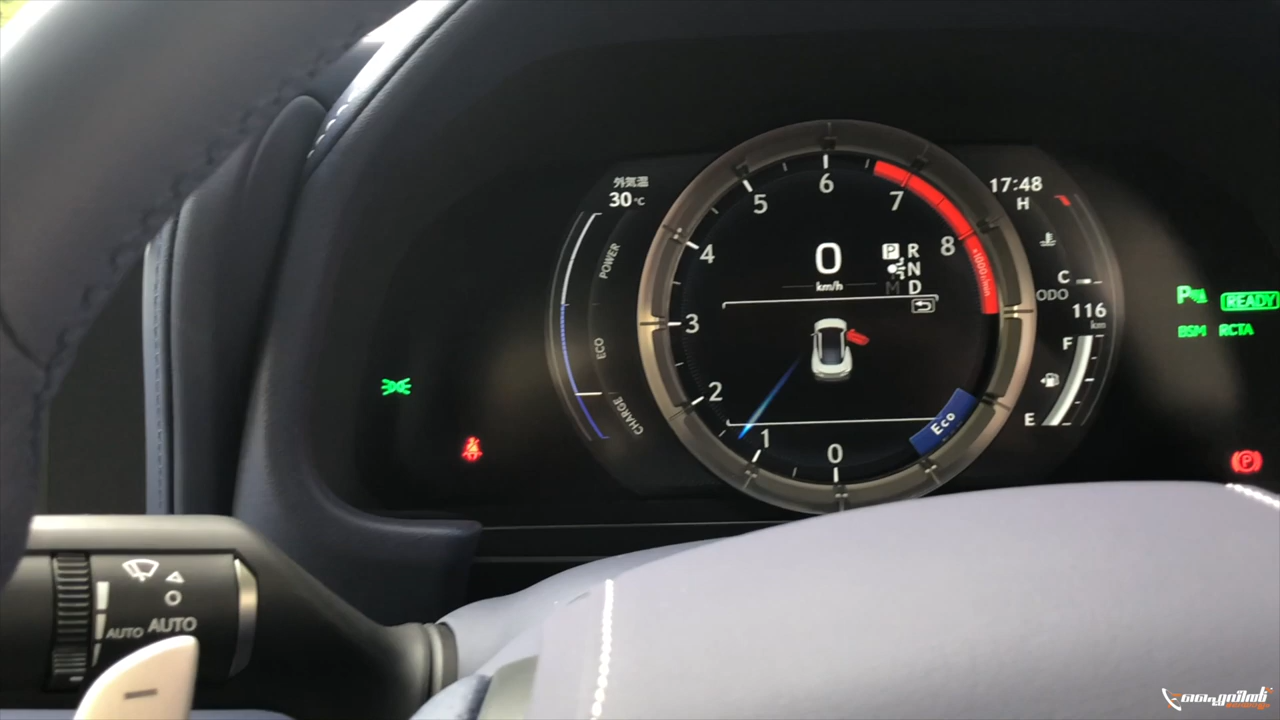 外気温
30°C
POWER
ECO
CHARGE
0
1
2
3
4
5
6
7
8
x1000r/min
0
km/h
P
R
N
M
D
Eco
17:48
H
C
ODO
116
km
F
E
P
READY
BSM RCTA
P
AUTO AUTO